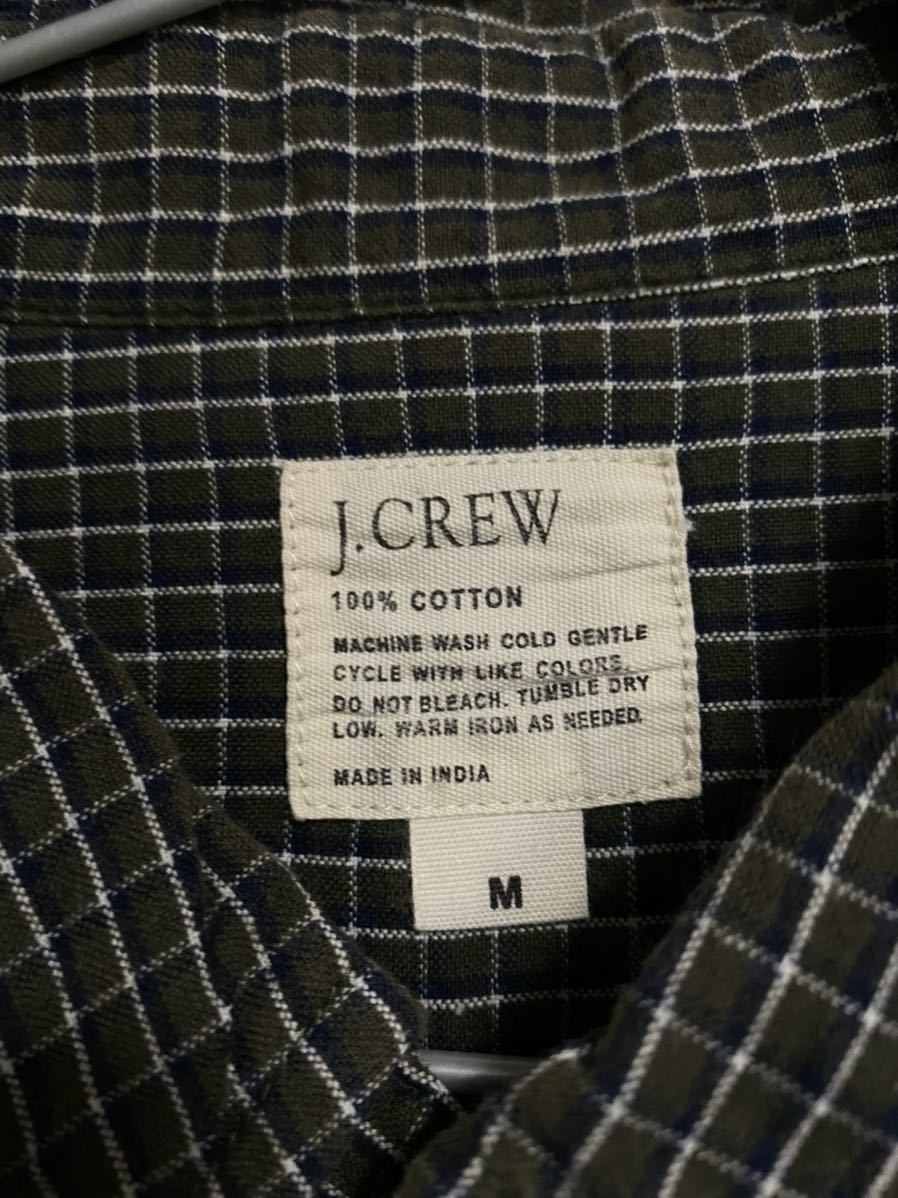 J.CREW
100% COTTON
MACHINE WASH COLD GENTLE
CYCLE WITH LIKE COLORS.
DO NOT BLEACH. TUMBLE DRY
LOW. WARM IRON AS NEEDED.
MADE IN INDIA
M